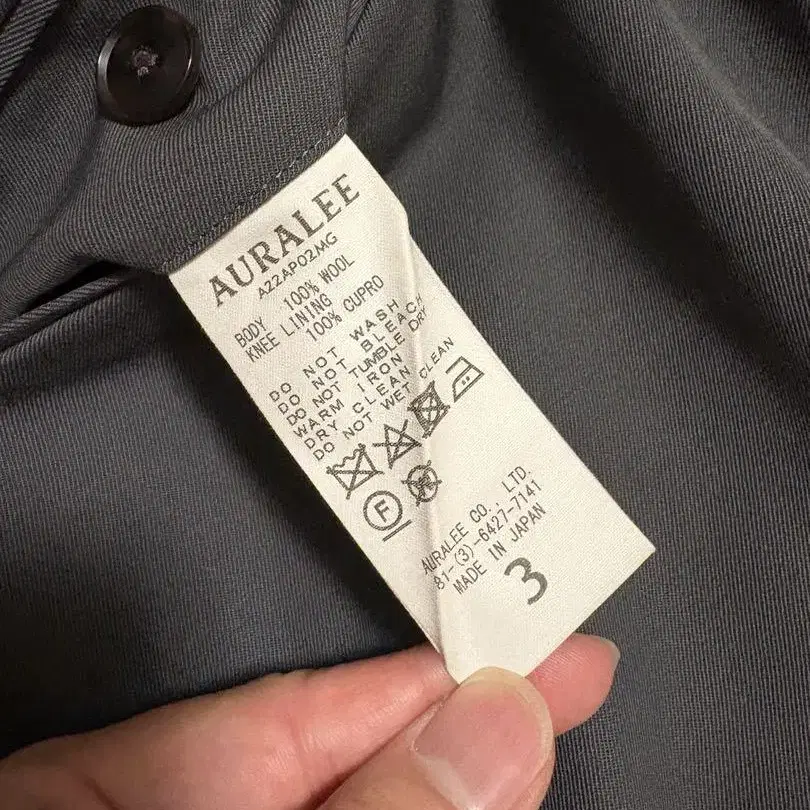 AURALEE
A22AP02MG
BODY 100% WOOL
KNEE LINING
100% CUPRO
DO NOT WASH
DO NOT BLEACH
DO NOT TUMBLE DRY
WARM IRON
DRY CLEAN
DO NOT WET CLEAN
F
AURALEE CO., LTD.
81-(3)-6427-7141
MADE IN JAPAN
3